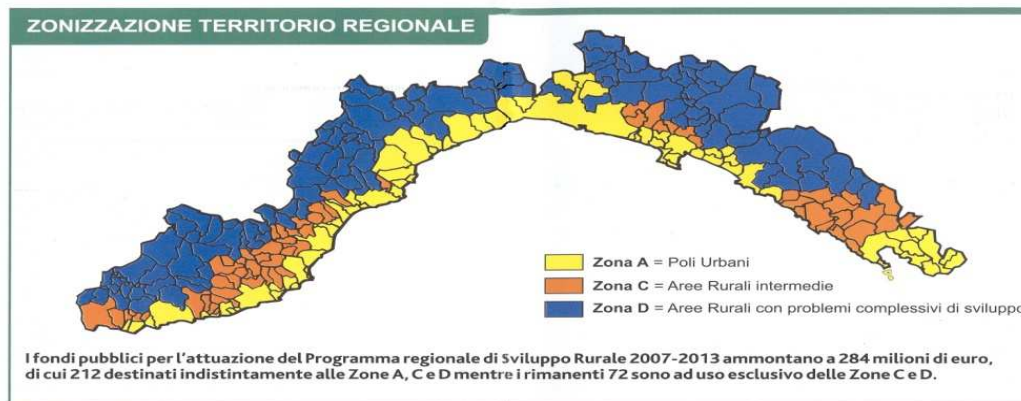 ZONIZZAZIONE TERRITORIO REGIONALE
Zona A = Poli Urbani
Zona C = Aree Rurali intermedie
Zona D = Aree Rurali con problemi complessivi di sviluppo
I fondi pubblici per l'attuazione del Programma regionale di Sviluppo Rurale 2007-2013 ammontano a 284 milioni di euro,
di cui 212 destinati indistintamente alle Zone A, C e D mentre i rimanenti 72 sono ad uso esclusivo delle Zone C e D.